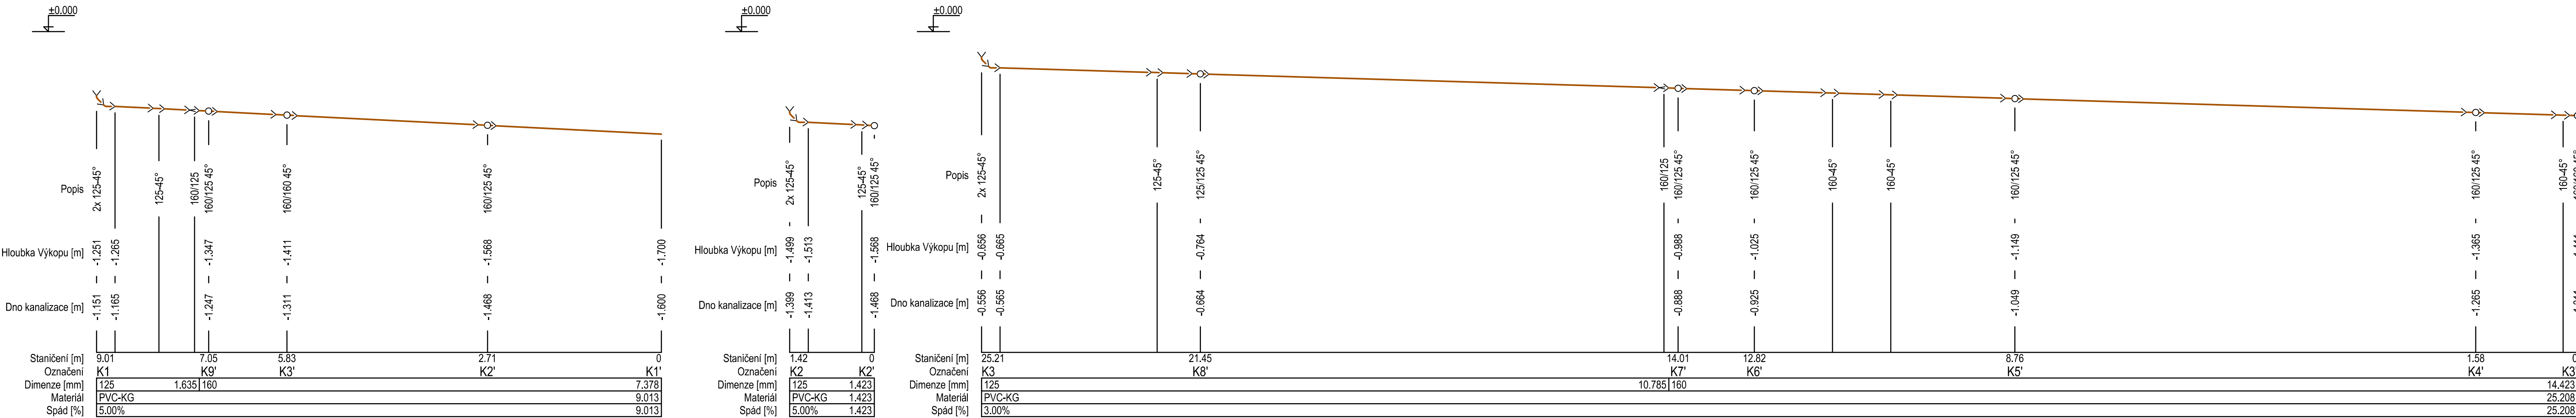 ±0.000
Popis
2x 125-45°
125-45°
160/125
160/125 45°
160/160 45°
160/125 45°
Hloubka Výkopu [m]
-1.251
-1.265
-1.347
-1.411
-1.568
-1.700
Dno kanalizace [m]
-1.151
-1.165
-1.247
-1.311
-1.468
-1.600
Staničení [m] 9.01 7.05 5.83 2.71 0
Označení K1 K9' K3' K2' K1'
Dimenze [mm] 125 1.635 160 7.378
Materiál PVC-KG 9.013
Spád [%] 5.00% 9.013
±0.000
Popis
2x 125-45°
125-45°
160/125 45°
Hloubka Výkopu [m]
-1.499
-1.513
-1.568
Dno kanalizace [m]
-1.399
-1.413
-1.468
Staničení [m] 1.42 0
Označení K2 K2'
Dimenze [mm] 125 1.423
Materiál PVC-KG 1.423
Spád [%] 5.00% 1.423
±0.000
Popis
2x 125-45°
125-45°
125/125 45°
160/125
160/125 45°
160/125 45°
160-45°
160-45°
160/125 45°
160/125 45°
160-45°
Hloubka Výkopu [m]
-0.656
-0.665
-0.764
-0.988
-1.025
-1.149
-1.365
Dno kanalizace [m]
-0.556
-0.565
-0.664
-0.888
-0.925
-1.049
-1.265
Staničení [m] 25.21 21.45 14.01 12.82 8.76 1.58 0
Označení K3 K8' K7' K6' K5' K4' K3'
Dimenze [mm] 125 10.785 160 14.423
Materiál PVC-KG 25.208
Spád [%] 3.00% 25.208